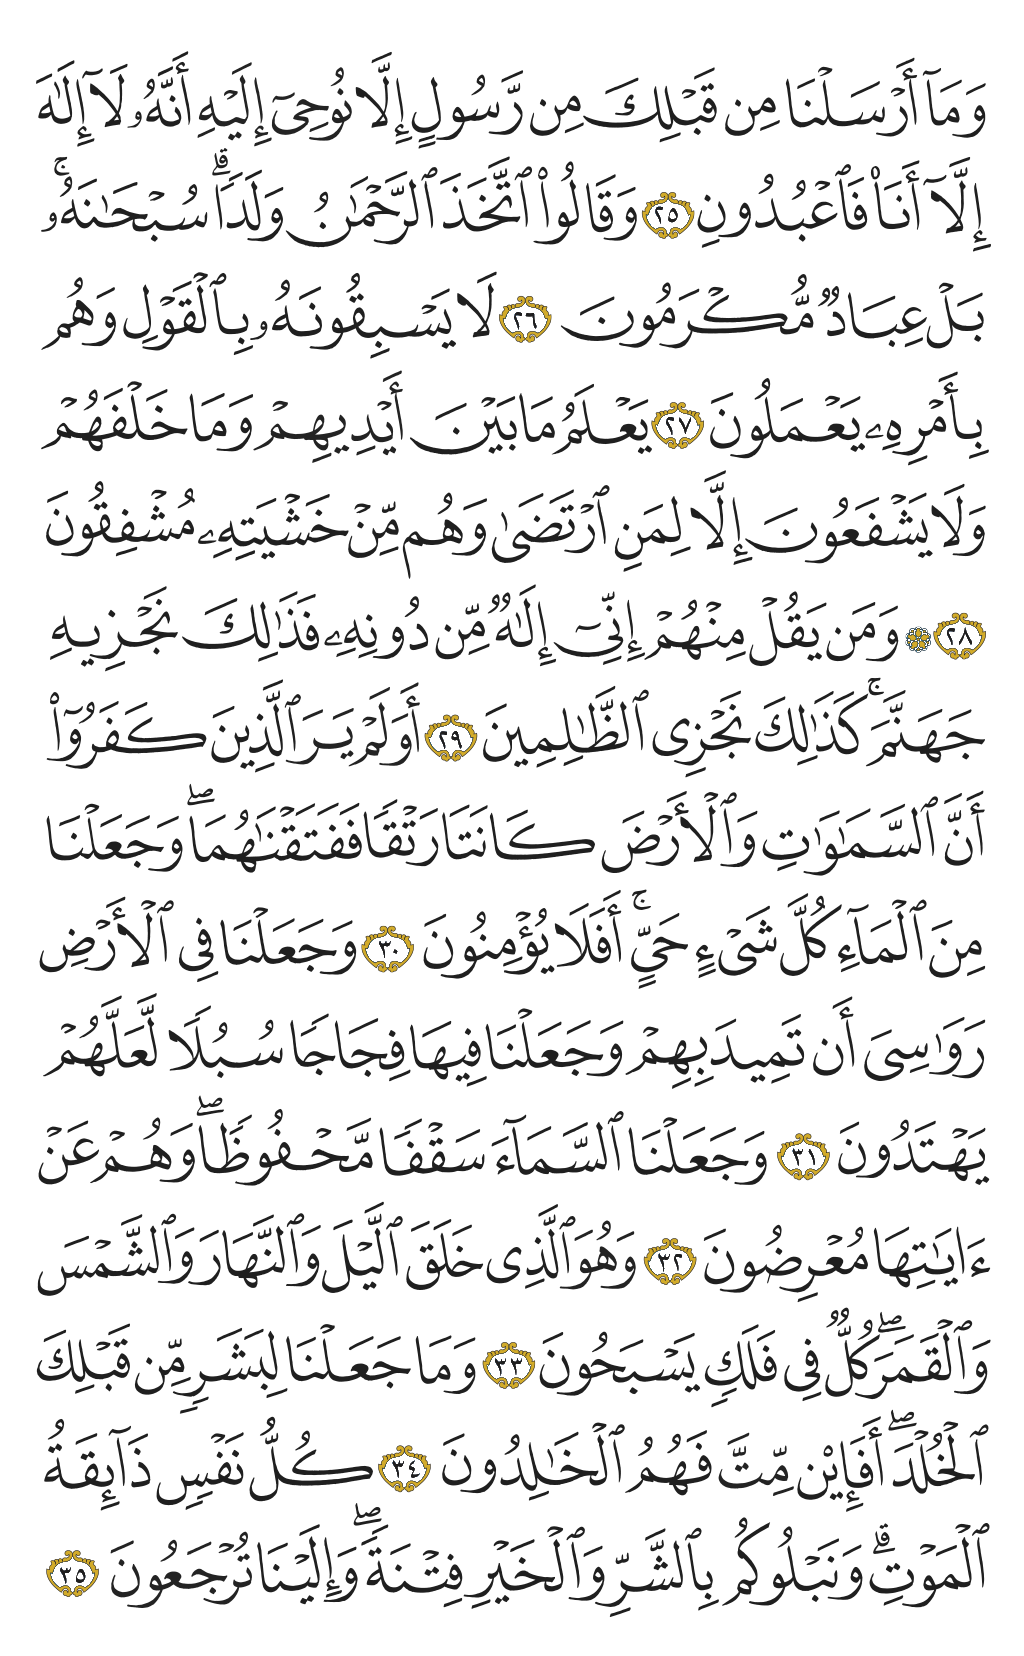 وَمَآ أَرْسَلْنَا مِن قَبْلِكَ مِن رَّسُولٍ إِلَّا نُوحِىٓ إِلَيْهِ أَنَّهُۥ لَآ إِلَٰهَ
إِلَّآ أَنَا۠ فَٱعْبُدُونِ ٢٥ وَقَالُوا۟ ٱتَّخَذَ ٱلرَّحْمَٰنُ وَلَدًاۗ سُبْحَٰنَهُۥۚ
بَلْ عِبَادٌ مُّكْرَمُونَ ٢٦ لَا يَسْبِقُونَهُۥ بِٱلْقَوْلِ وَهُم
بِأَمْرِهِۦ يَعْمَلُونَ ٢٧ يَعْلَمُ مَا بَيْنَ أَيْدِيهِمْ وَمَا خَلْفَهُمْ
وَلَا يَشْفَعُونَ إِلَّا لِمَنِ ٱرْتَضَىٰ وَهُم مِّنْ خَشْيَتِهِۦ مُشْفِقُونَ
٢٨ ۞ وَمَن يَقُلْ مِنْهُمْ إِنِّىٓ إِلَٰهٌ مِّن دُونِهِۦ فَذَٰلِكَ نَجْزِيهِ
جَهَنَّمَۚ كَذَٰلِكَ نَجْزِى ٱلظَّٰلِمِينَ ٢٩ أَوَلَمْ يَرَ ٱلَّذِينَ كَفَرُوٓا۟
أَنَّ ٱلسَّمَٰوَٰتِ وَٱلْأَرْضَ كَانَتَا رَتْقًا فَفَتَقْنَٰهُمَاۖ وَجَعَلْنَا
مِنَ ٱلْمَآءِ كُلَّ شَىْءٍ حَىٍّۚ أَفَلَا يُؤْمِنُونَ ٣٠ وَجَعَلْنَا فِى ٱلْأَرْضِ
رَوَٰسِىَ أَن تَمِيدَ بِهِمْ وَجَعَلْنَا فِيهَا فِجَاجًا سُبُلًا لَّعَلَّهُمْ
يَهْتَدُونَ ٣١ وَجَعَلْنَا ٱلسَّمَآءَ سَقْفًا مَّحْفُوظًاۖ وَهُمْ عَنْ
ءَايَٰتِهَا مُعْرِضُونَ ٣٢ وَهُوَ ٱلَّذِى خَلَقَ ٱلَّيْلَ وَٱلنَّهَارَ وَٱلشَّمْسَ
وَٱلْقَمَرَۖ كُلٌّ فِى فَلَكٍ يَسْبَحُونَ ٣٣ وَمَا جَعَلْنَا لِبَشَرٍ مِّن قَبْلِكَ
ٱلْخُلْدَۖ أَفَإِي۟ن مِّتَّ فَهُمُ ٱلْخَٰلِدُونَ ٣٤ كُلُّ نَفْسٍ ذَآئِقَةُ
ٱلْمَوْتِۗ وَنَبْلُوكُم بِٱلشَّرِّ وَٱلْخَيْرِ فِتْنَةًۖ وَإِلَيْنَا تُرْجَعُونَ ٣٥